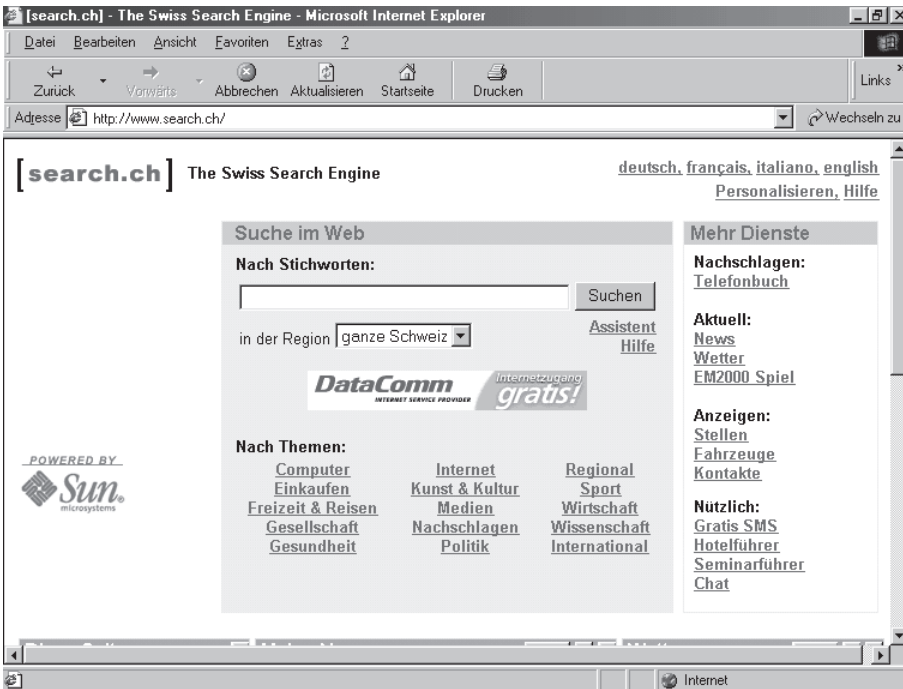 [search.ch] - The Swiss Search Engine - Microsoft Internet Explorer
Datei Bearbeiten Ansicht Favoriten Extras ?
Zurück Vorwärts Abbrechen Aktualisieren Startseite Drucken Links »
Adresse http://www.search.ch/ Wechseln zu
[search.ch] The Swiss Search Engine
deutsch, français, italiano, english
Personalisieren, Hilfe
Suche im Web
Nach Stichworten:
Suchen
in der Region ganze Schweiz
Assistent
Hilfe
DataComm
INTERNET SERVICE PROVIDER
Internetzugang
gratis!
Nach Themen:
Computer Internet Regional
Einkaufen Kunst & Kultur Sport
Freizeit & Reisen Medien Wirtschaft
Gesellschaft Nachschlagen Wissenschaft
Gesundheit Politik International
POWERED BY
Sun
microsystems
Mehr Dienste
Nachschlagen:
Telefonbuch
Aktuell:
News
Wetter
EM2000 Spiel
Anzeigen:
Stellen
Fahrzeuge
Kontakte
Nützlich:
Gratis SMS
Hotelführer
Seminarführer
Chat
Internet